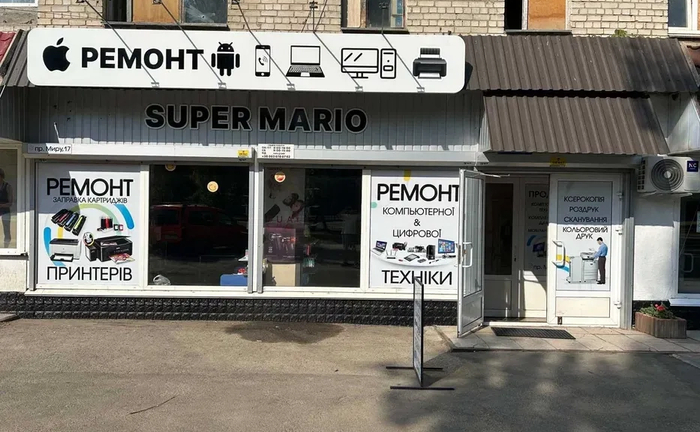 РЕМОНТ
SUPER MARIO
пр. Миру,17
РЕМОНТ
ЗАПРАВКА КАРТРИДЖІВ
ПРИНТЕРІВ
РЕМОНТ
КОМП'ЮТЕРНОЇ
&
ЦИФРОВОЇ
ТЕХНІКИ
КСЕРОКОПІЯ
РОЗДРУК
СКАНУВАННЯ
КОЛЬОРОВИЙ
ДРУК